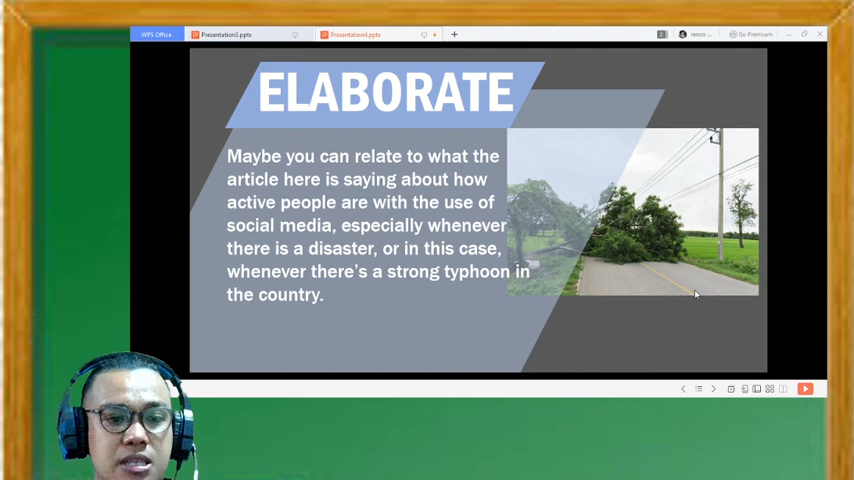 WPS Office
Presentation3.pptx
Presentation4.pptx
renzo ...
Go Premium
ELABORATE
Maybe you can relate to what the
article here is saying about how
active people are with the use of
social media, especially whenever
there is a disaster, or in this case,
whenever there's a strong typhoon in
the country.